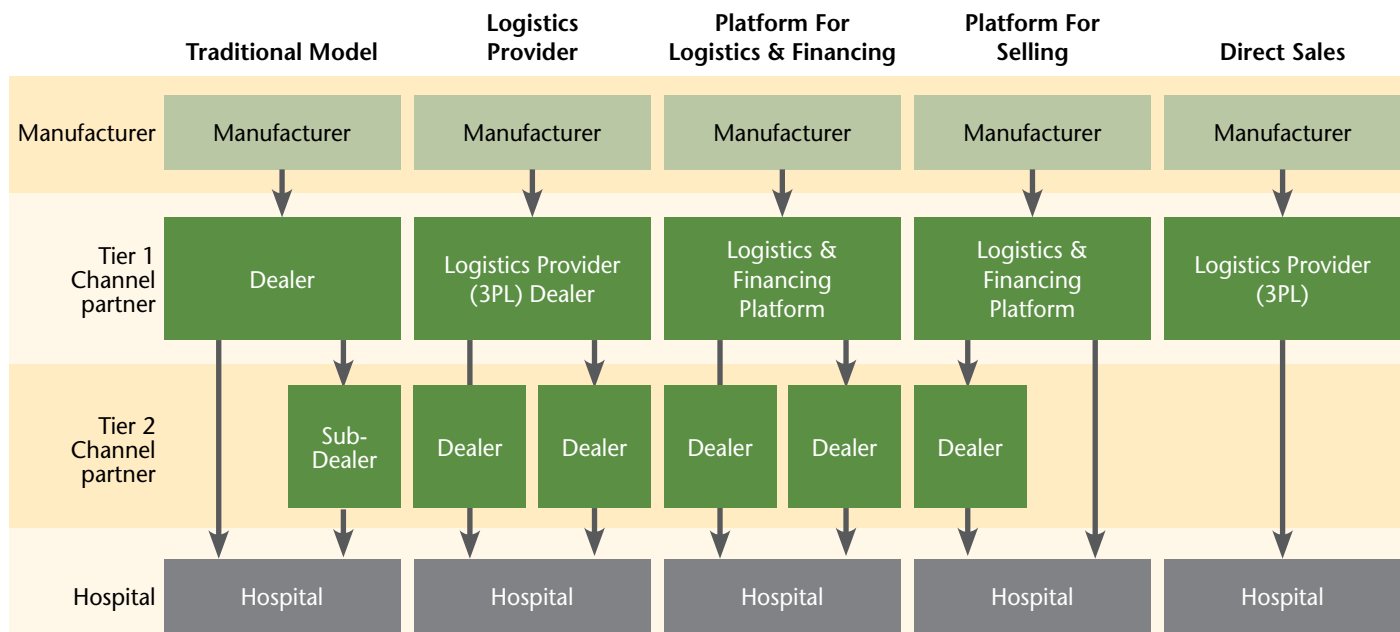 Traditional Model
Logistics
Provider
Platform For
Logistics & Financing
Platform For
Selling
Direct Sales
Manufacturer
Manufacturer
Manufacturer
Manufacturer
Manufacturer
Manufacturer
Tier 1
Channel
partner
Dealer
Logistics Provider
(3PL) Dealer
Logistics &
Financing
Platform
Logistics &
Financing
Platform
Logistics Provider
(3PL)
Tier 2
Channel
partner
Sub-
Dealer
Dealer
Dealer
Dealer
Dealer
Dealer
Hospital
Hospital
Hospital
Hospital
Hospital
Hospital